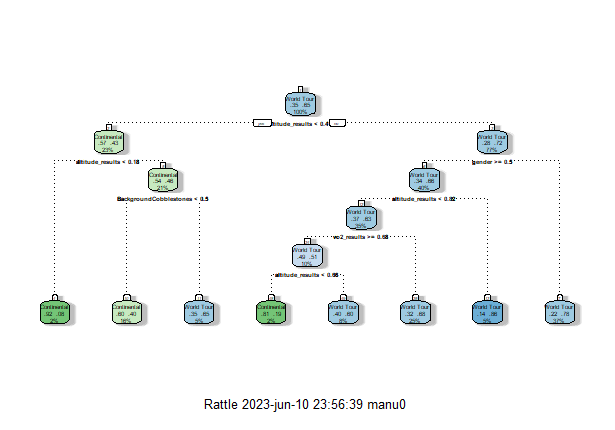 World Tour
.35 .65
100%
yes
altitude_results < 0.4
no
Continental
.57 .43
23%
World Tour
.28 .72
77%
altitude_results < 0.18
gender >= 0.5
Continental
.54 .46
21%
World Tour
.34 .66
40%
BackgroundCobblestones < 0.5
altitude_results < 0.82
World Tour
.37 .63
35%
vo2_results >= 0.68
World Tour
.49 .51
10%
altitude_results < 0.66
Continental
.92 .08
2%
Continental
.60 .40
16%
World Tour
.35 .65
5%
Continental
.81 .19
2%
World Tour
.40 .60
8%
World Tour
.32 .68
25%
World Tour
.14 .86
5%
World Tour
.22 .78
37%
Rattle 2023-jun-10 23:56:39 manu0